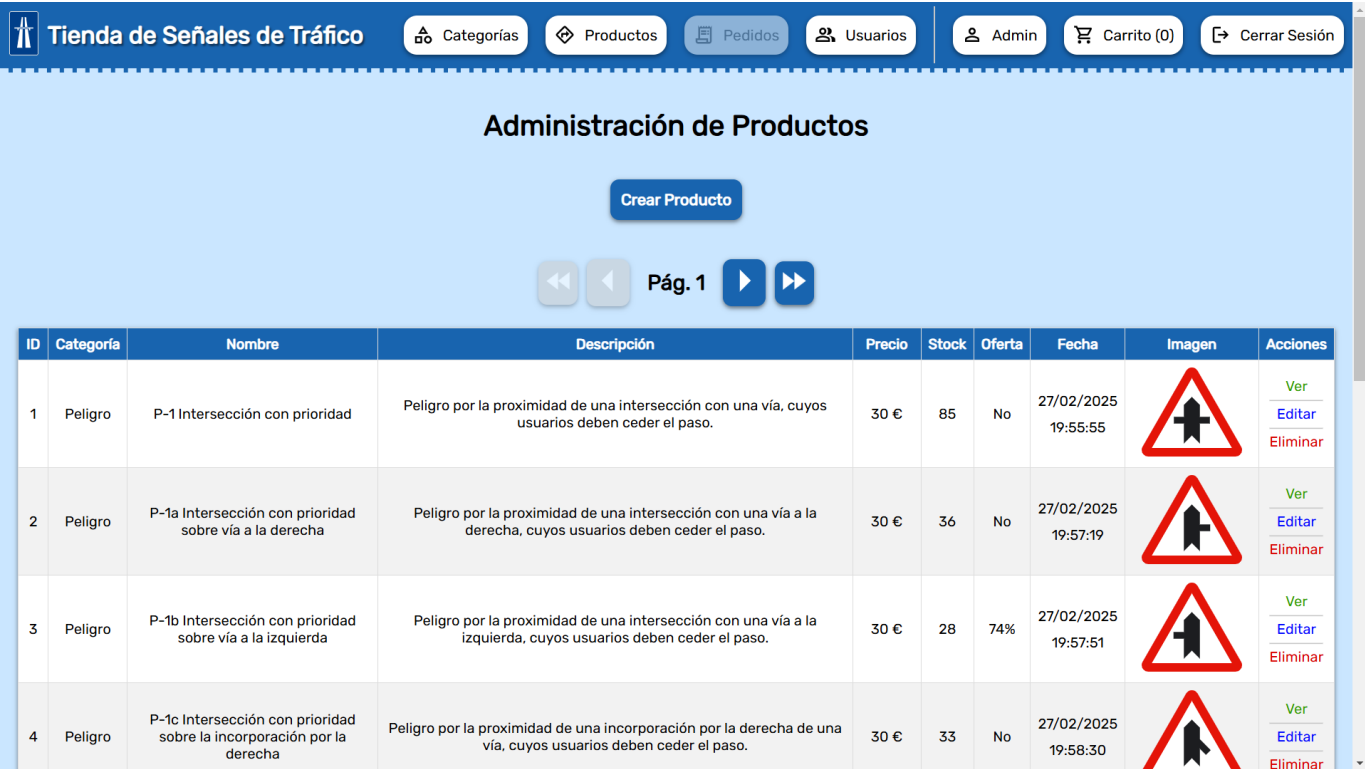 Tienda de Señales de Tráfico
Categorías
Productos
Pedidos
Usuarios
Admin
Carrito (0)
Cerrar Sesión
Administración de Productos
Crear Producto
Pág. 1
ID Categoría Nombre Descripción Precio Stock Oferta Fecha Imagen Acciones
1
Peligro
P-1 Intersección con prioridad
Peligro por la proximidad de una intersección con una vía, cuyos
usuarios deben ceder el paso.
30 €
85
No
27/02/2025
19:55:55
Ver
Editar
Eliminar
2
Peligro
P-1a Intersección con prioridad
sobre vía a la derecha
Peligro por la proximidad de una intersección con una vía a la
derecha, cuyos usuarios deben ceder el paso.
30 €
36
No
27/02/2025
19:57:19
Ver
Editar
Eliminar
3
Peligro
P-1b Intersección con prioridad
sobre vía a la izquierda
Peligro por la proximidad de una intersección con una vía a la
izquierda, cuyos usuarios deben ceder el paso.
30 €
28
74%
27/02/2025
19:57:51
Ver
Editar
Eliminar
4
Peligro
P-1c Intersección con prioridad
sobre la incorporación por la
derecha
Peligro por la proximidad de una incorporación por la derecha de una
vía, cuyos usuarios deben ceder el paso.
30 €
33
No
27/02/2025
19:58:30
Ver
Editar
Eliminar